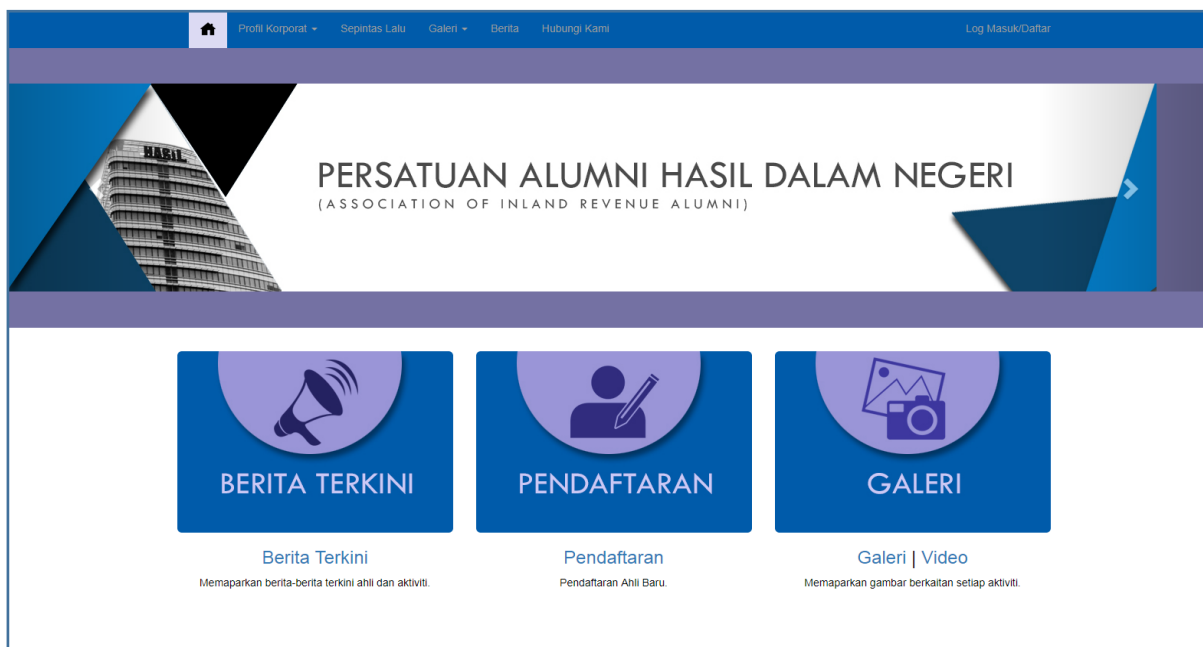 Profil Korporat Sepintas Lalu Galeri Berita Hubungi Kami Log Masuk/Daftar
HASIL
PERSATUAN ALUMNI HASIL DALAM NEGERI
(ASSOCIATION OF INLAND REVENUE ALUMNI)
BERITA TERKINI PENDAFTARAN GALERI
Berita Terkini Pendaftaran Galeri | Video
Memaparkan berita-berita terkini ahli dan aktiviti. Pendaftaran Ahli Baru. Memaparkan gambar berkaitan setiap aktiviti.